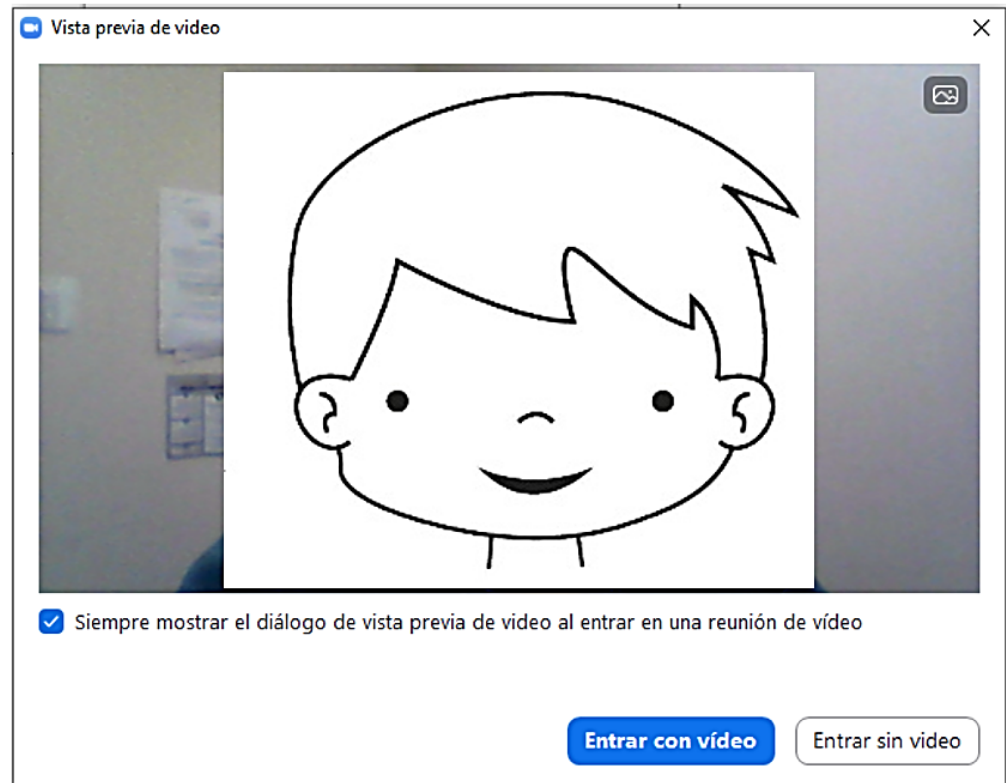 Vista previa de video
Siempre mostrar el diálogo de vista previa de video al entrar en una reunión de vídeo
Entrar con vídeo
Entrar sin video